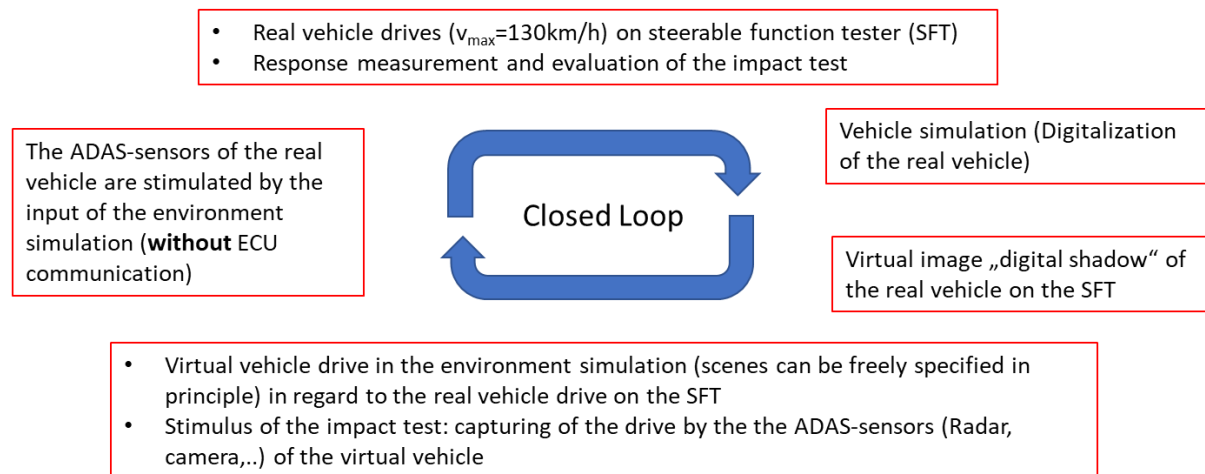 • Real vehicle drives (vmax=130km/h) on steerable function tester (SFT)
• Response measurement and evaluation of the impact test
The ADAS-sensors of the real
vehicle are stimulated by the
input of the environment
simulation (without ECU
communication)
Closed Loop
Vehicle simulation (Digitalization
of the real vehicle)
Virtual image „digital shadow“ of
the real vehicle on the SFT
• Virtual vehicle drive in the environment simulation (scenes can be freely specified in
principle) in regard to the real vehicle drive on the SFT
• Stimulus of the impact test: capturing of the drive by the the ADAS-sensors (Radar,
camera,..) of the virtual vehicle